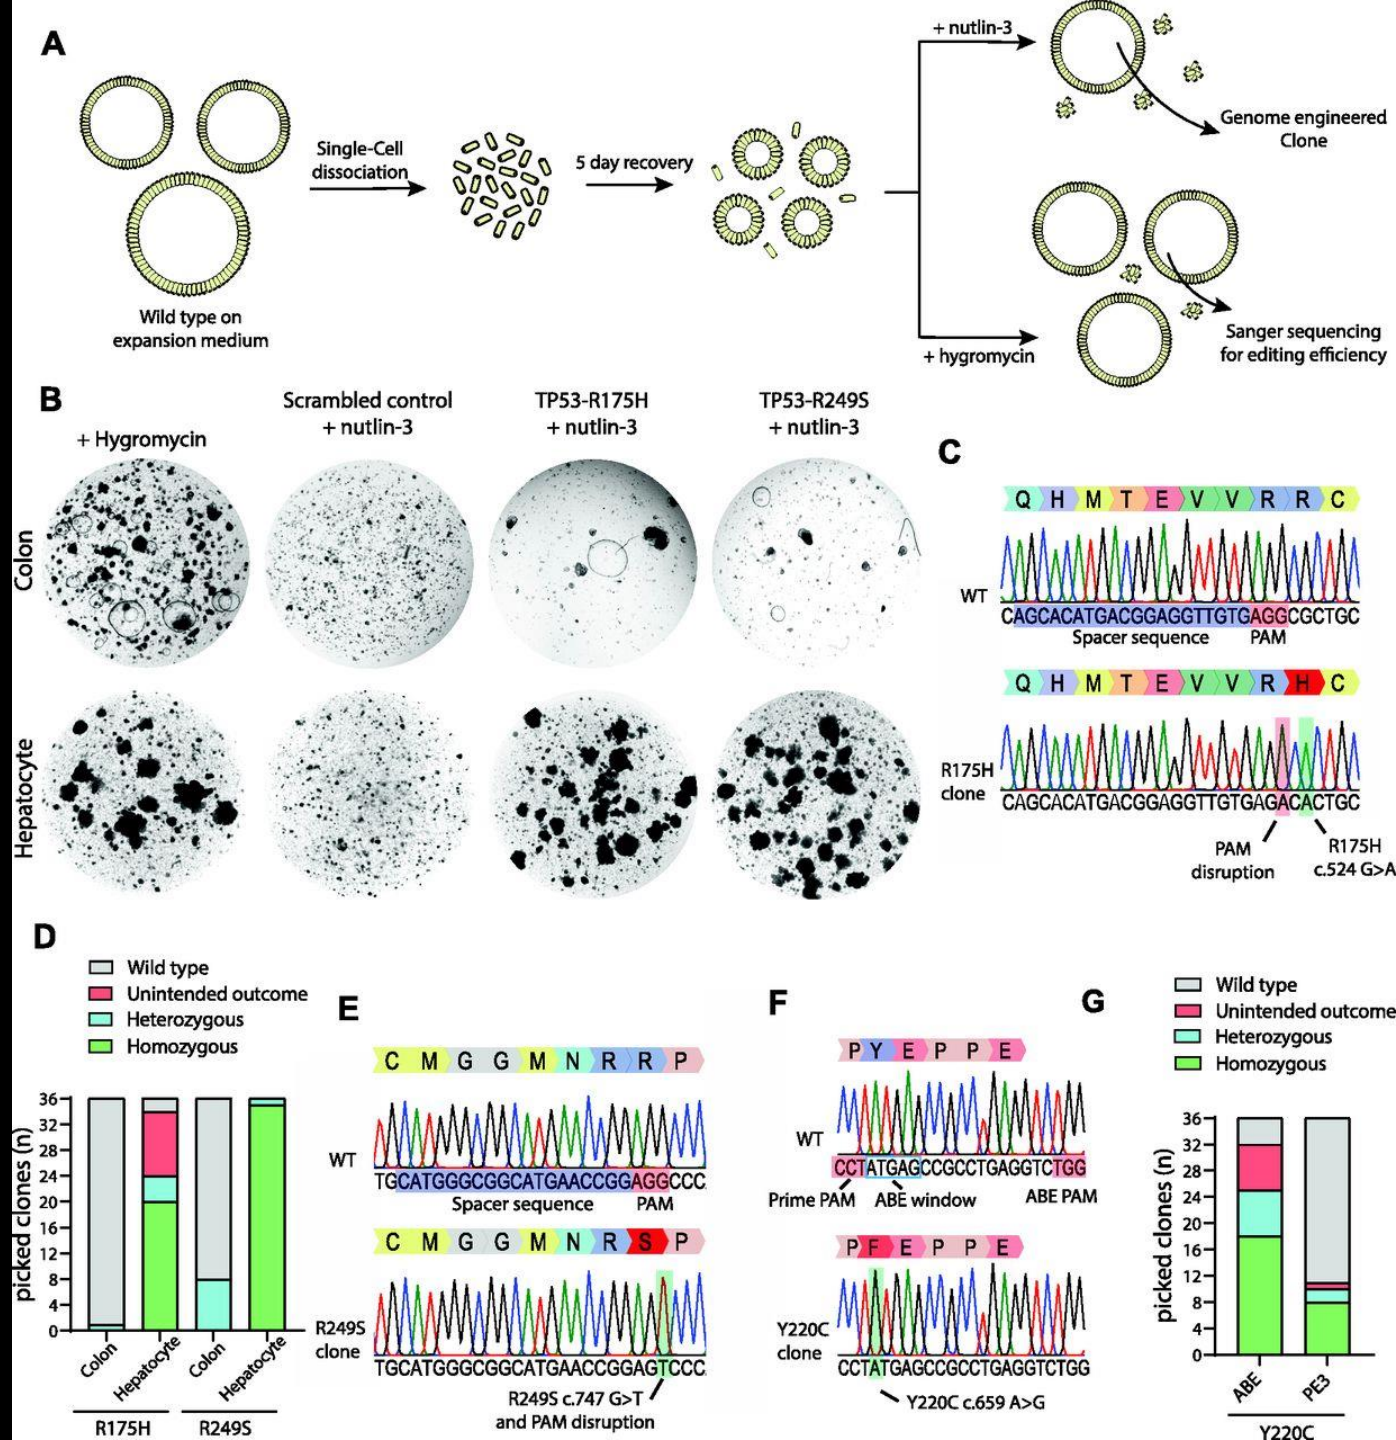 A
+ nutlin-3
Genome engineered
Clone
Single-Cell
dissociation
5 day recovery
Wild type on
expansion medium
+ hygromycin
Sanger sequencing
for editing efficiency
B
+ Hygromycin
Scrambled control
+ nutlin-3
TP53-R175H
+ nutlin-3
TP53-R249S
+ nutlin-3
Colon
Hepatocyte
C
Q H M T E V V R R C
WT
CAGCACATGACGGAGGTTGTGAGGCGCTGC
Spacer sequence PAM
Q H M T E V V R H C
R175H
clone
CAGCACATGACGGAGGTTGTGAGACACTGC
PAM
disruption
R175H
c.524 G>A
D
Wild type
Unintended outcome
Heterozygous
Homozygous
picked clones (n)
36
32
28
24
20
16
12
8
4
0
Colon
Hepatocyte
Colon
Hepatocyte
R175H
R249S
E
C M G G M N R R P
WT
TGCATGGGCGGCATGAACCGGAGGCCC
Spacer sequence PAM
C M G G M N R S P
R249S
clone
TGCATGGGCGGCATGAACCGGAGTCCC
R249S c.747 G>T
and PAM disruption
F
P Y E P P E
WT
CCTATGAGCCGCCTGAGGTCTGG
Prime PAM ABE window ABE PAM
P F E P P E
Y220C
clone
CCTATGAGCCGCCTGAGGTCTGG
Y220C c.659 A>G
G
Wild type
Unintended outcome
Heterozygous
Homozygous
picked clones (n)
36
32
28
24
20
16
12
8
4
0
ABE
PE3
Y220C